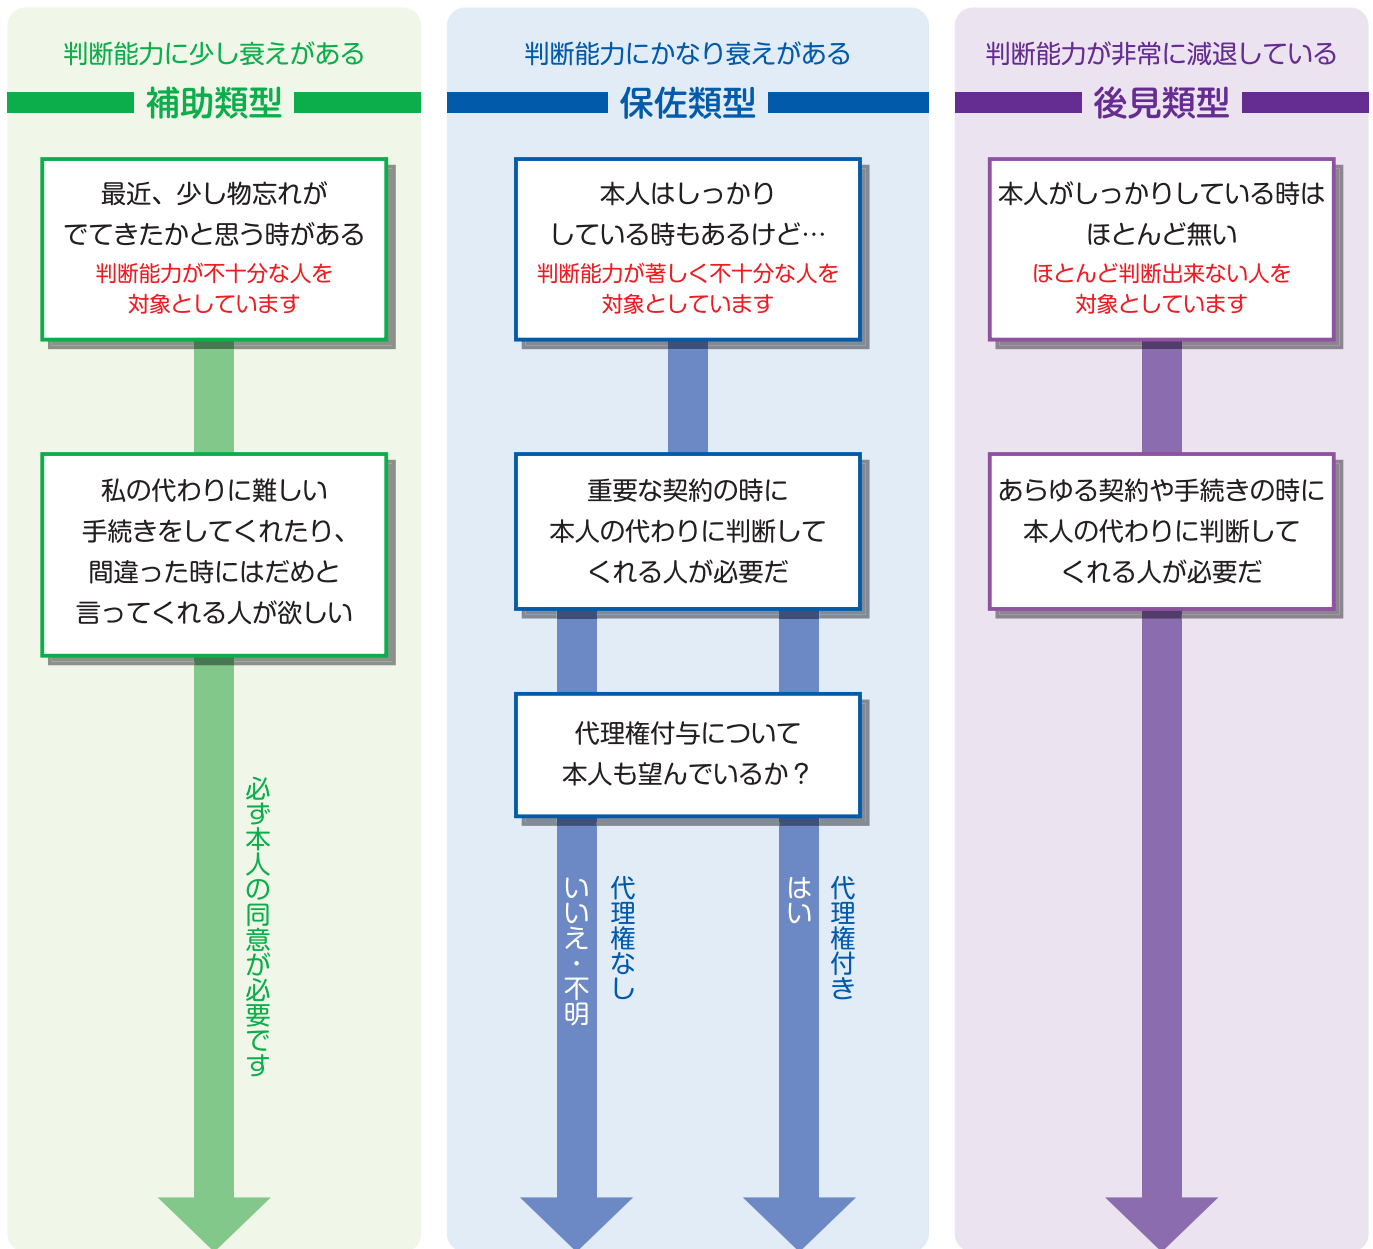 判断能力に少し衰えがある
補助類型
最近、少し物忘れが
でてきたかと思う時がある
判断能力が不十分な人を
対象としています
私の代わりに難しい
手続きをしてくれたり、
間違った時にはだめと
言ってくれる人が欲しい
必ず本人の同意が必要です
判断能力にかなり衰えがある
保佐類型
本人はしっかり
している時もあるけど…
判断能力が著しく不十分な人を
対象としています
重要な契約の時に
本人の代わりに判断して
くれる人が必要だ
代理権付与について
本人も望んでいるか？
いいえ・不明
代理権なし
はい
代理権付き
判断能力が非常に減退している
後見類型
本人がしっかりしている時は
ほとんど無い
ほとんど判断出来ない人を
対象としています
あらゆる契約や手続きの時に
本人の代わりに判断して
くれる人が必要だ